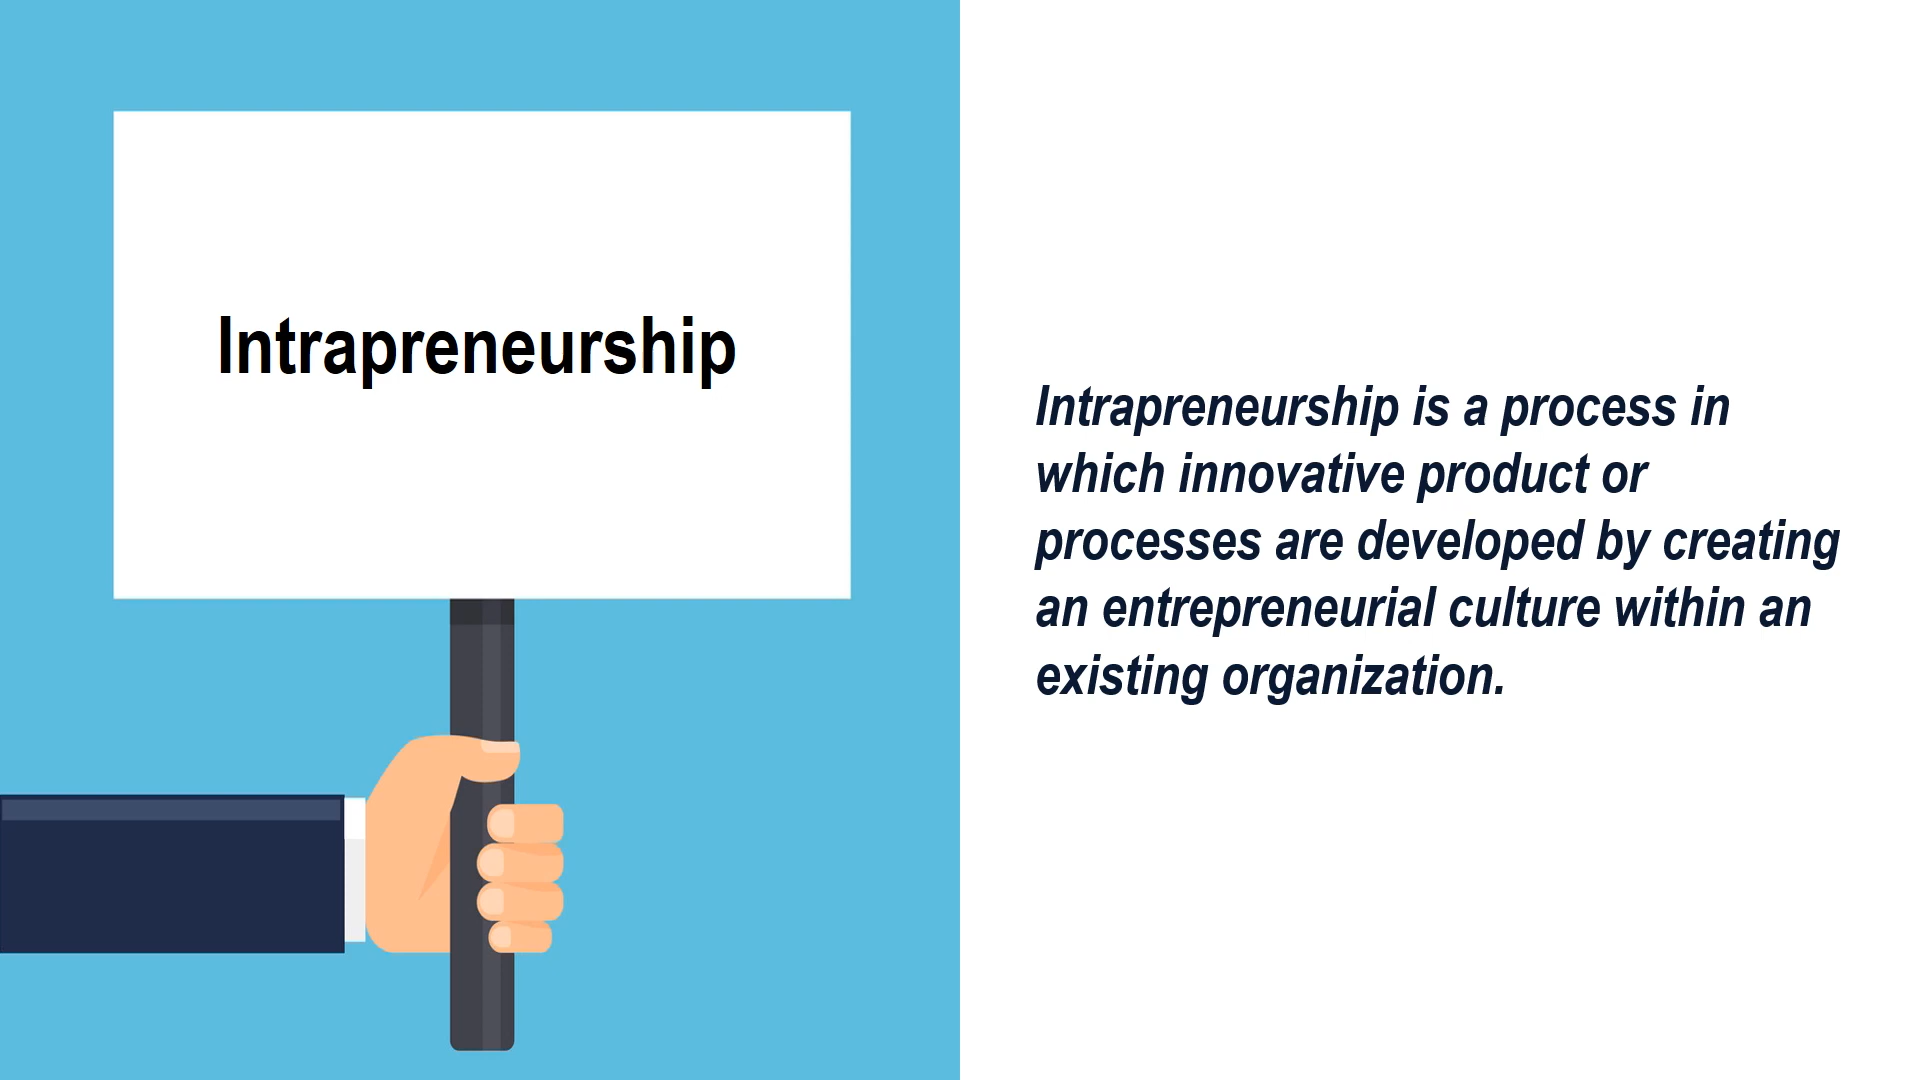 Intrapreneurship
Intrapreneurship is a process in
which innovative product or
processes are developed by creating
an entrepreneurial culture within an
existing organization.